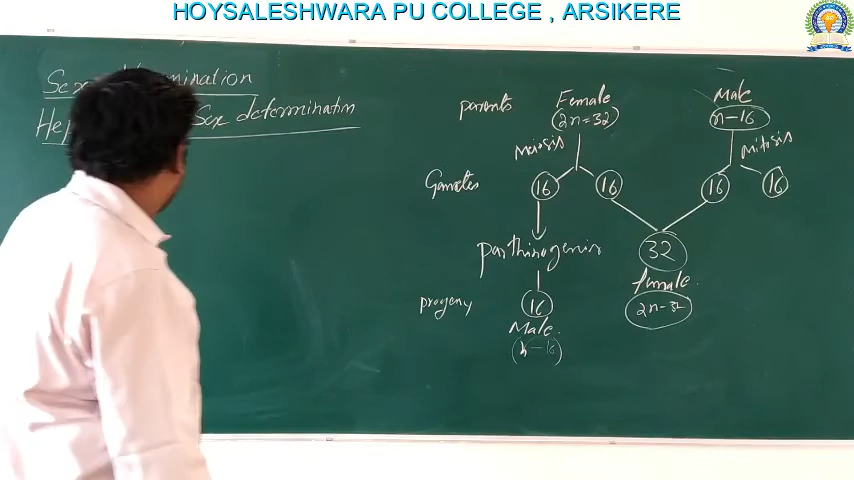 HOYSALESHWARA PU COLLEGE , ARSIKERE
Sex determination
Sex determination
parents Female Male
2n=32 n-16
Meiosis Mitosis
Gametes 16 16 16 16
parthinogenis 32
female
progeny 16 2n-32
Male
(n-16)